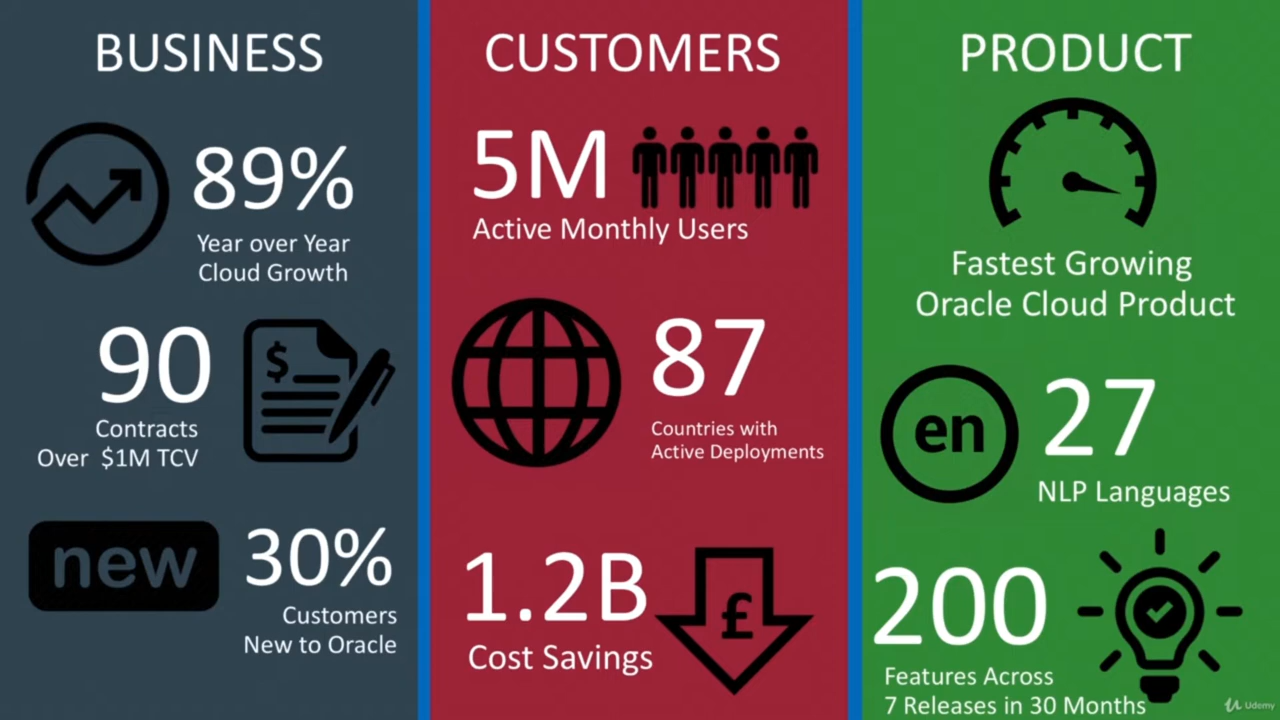 BUSINESS
89%
Year over Year
Cloud Growth
90
$
Contracts
Over $1M TCV
new
30%
Customers
New to Oracle
CUSTOMERS
5M
Active Monthly Users
87
Countries with
Active Deployments
1.2B
£
Cost Savings
PRODUCT
Fastest Growing
Oracle Cloud Product
en
27
NLP Languages
200
Features Across
7 Releases in 30 Months
Udemy